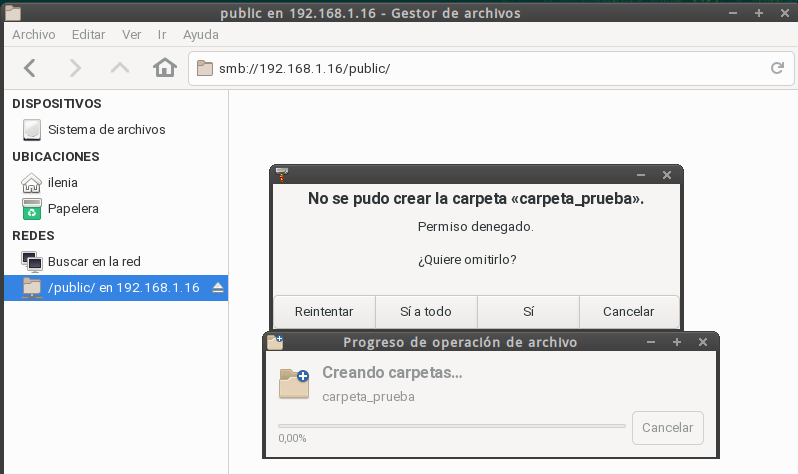 public en 192.168.1.16 - Gestor de archivos
Archivo Editar Ver Ir Ayuda
smb://192.168.1.16/public/
DISPOSITIVOS
Sistema de archivos
UBICACIONES
ilenia
Papelera
REDES
Buscar en la red
/public/ en 192.168.1.16
No se pudo crear la carpeta «carpeta_prueba».
Permiso denegado.
¿Quiere omitirlo?
Reintentar Sí a todo Sí Cancelar
Progreso de operación de archivo
Creando carpetas...
carpeta_prueba
Cancelar
0,00%